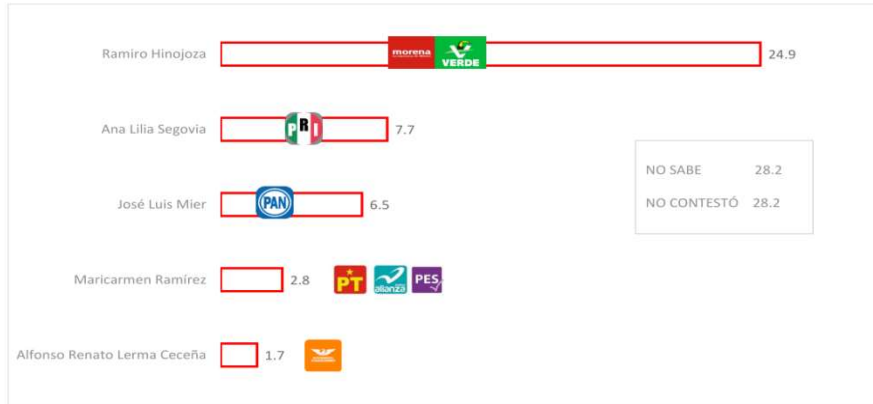 Ramiro Hinojoza
morena
VERDE
24.9
Ana Lilia Segovia
PRI
7.7
NO SABE 28.2
NO CONTESTÓ 28.2
José Luis Mier
PAN
6.5
Maricarmen Ramírez
2.8
PT
alianza
PES
Alfonso Renato Lerma Ceceña
1.7